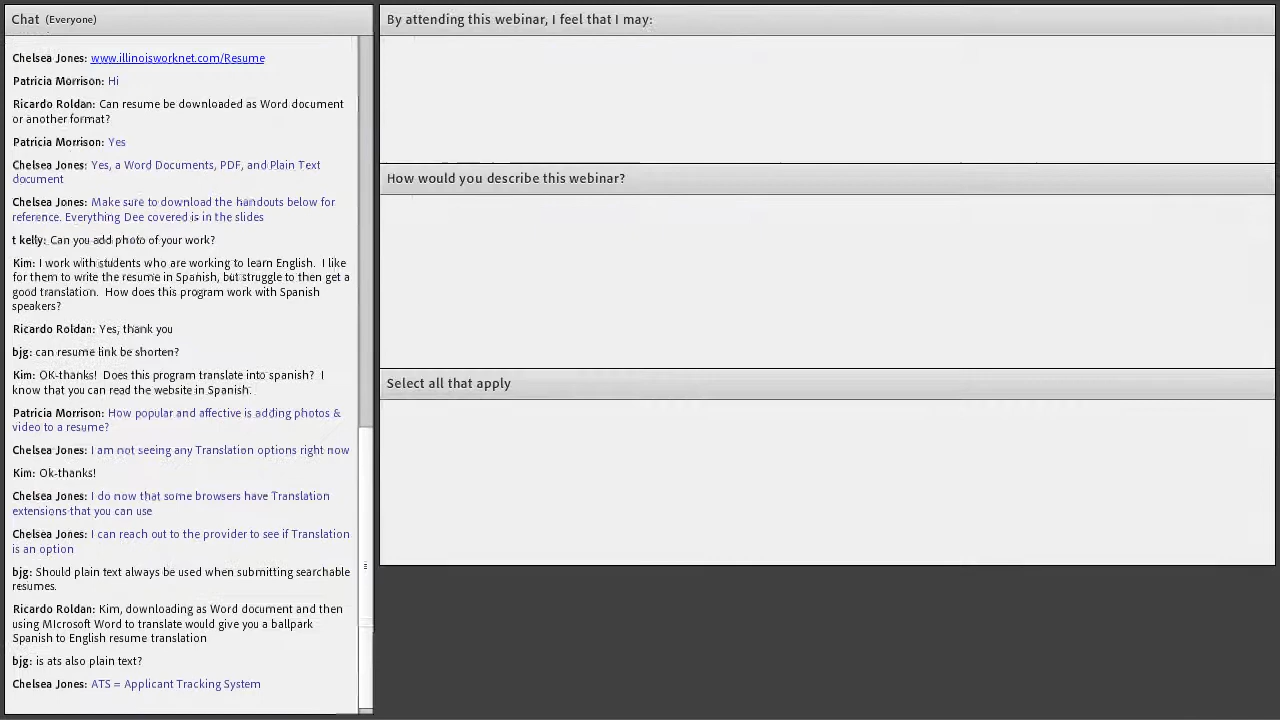 Chat (Everyone)
Chelsea Jones: www.illinoisworknet.com/Resume
Patricia Morrison: Hi
Ricardo Roldan: Can resume be downloaded as Word document
or another format?
Patricia Morrison: Yes
Chelsea Jones: Yes, a Word Documents, PDF, and Plain Text
document
Chelsea Jones: Make sure to download the handouts below for
reference. Everything Dee covered is in the slides
t kelly: Can you add photo of your work?
Kim: I work with students who are working to learn English.  I like
for them to write the resume in Spanish, but struggle to then get a
good translation.  How does this program work with Spanish
speakers?
Ricardo Roldan: Yes, thank you
bjg: can resume link be shorten?
Kim: OK-thanks!  Does this program translate into spanish?  I
know that you can read the website in Spanish.
Patricia Morrison: How popular and affective is adding photos &
video to a resume?
Chelsea Jones: I am not seeing any Translation options right now
Kim: Ok-thanks!
Chelsea Jones: I do now that some browsers have Translation
extensions that you can use
Chelsea Jones: I can reach out to the provider to see if Translation
is an option
bjg: Should plain text always be used when submitting searchable
resumes.
Ricardo Roldan: Kim, downloading as Word document and then
using MIcrosoft Word to translate would give you a ballpark
Spanish to English resume translation
bjg: is ats also plain text?
Chelsea Jones: ATS = Applicant Tracking System
By attending this webinar, I feel that I may:
How would you describe this webinar?
Select all that apply